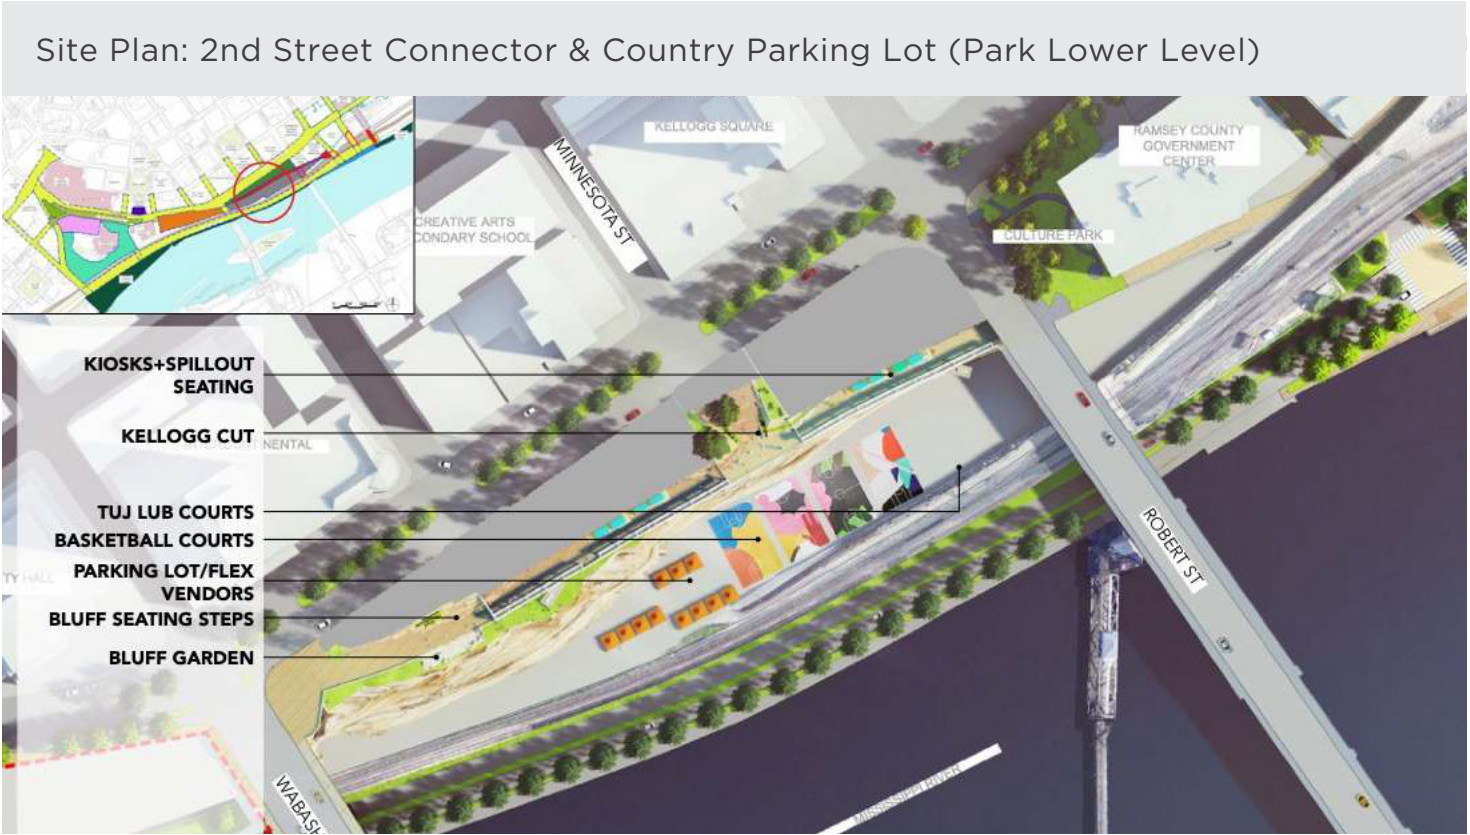 Site Plan: 2nd Street Connector & Country Parking Lot (Park Lower Level)
KELLOGG SQUARE
RAMSEY COUNTY
GOVERNMENT
CENTER
MINNESOTA ST
CREATIVE ARTS
CONDARY SCHOOL
CULTURE PARK
KIOSKS+SPILLOUT
SEATING
KELLOGG CUT
NENTAL
TUJ LUB COURTS
BASKETBALL COURTS
PARKING LOT/FLEX
VENDORS
TY HALL
BLUFF SEATING STEPS
BLUFF GARDEN
ROBERT ST
WABASH
MISSISSIPPI RIVER